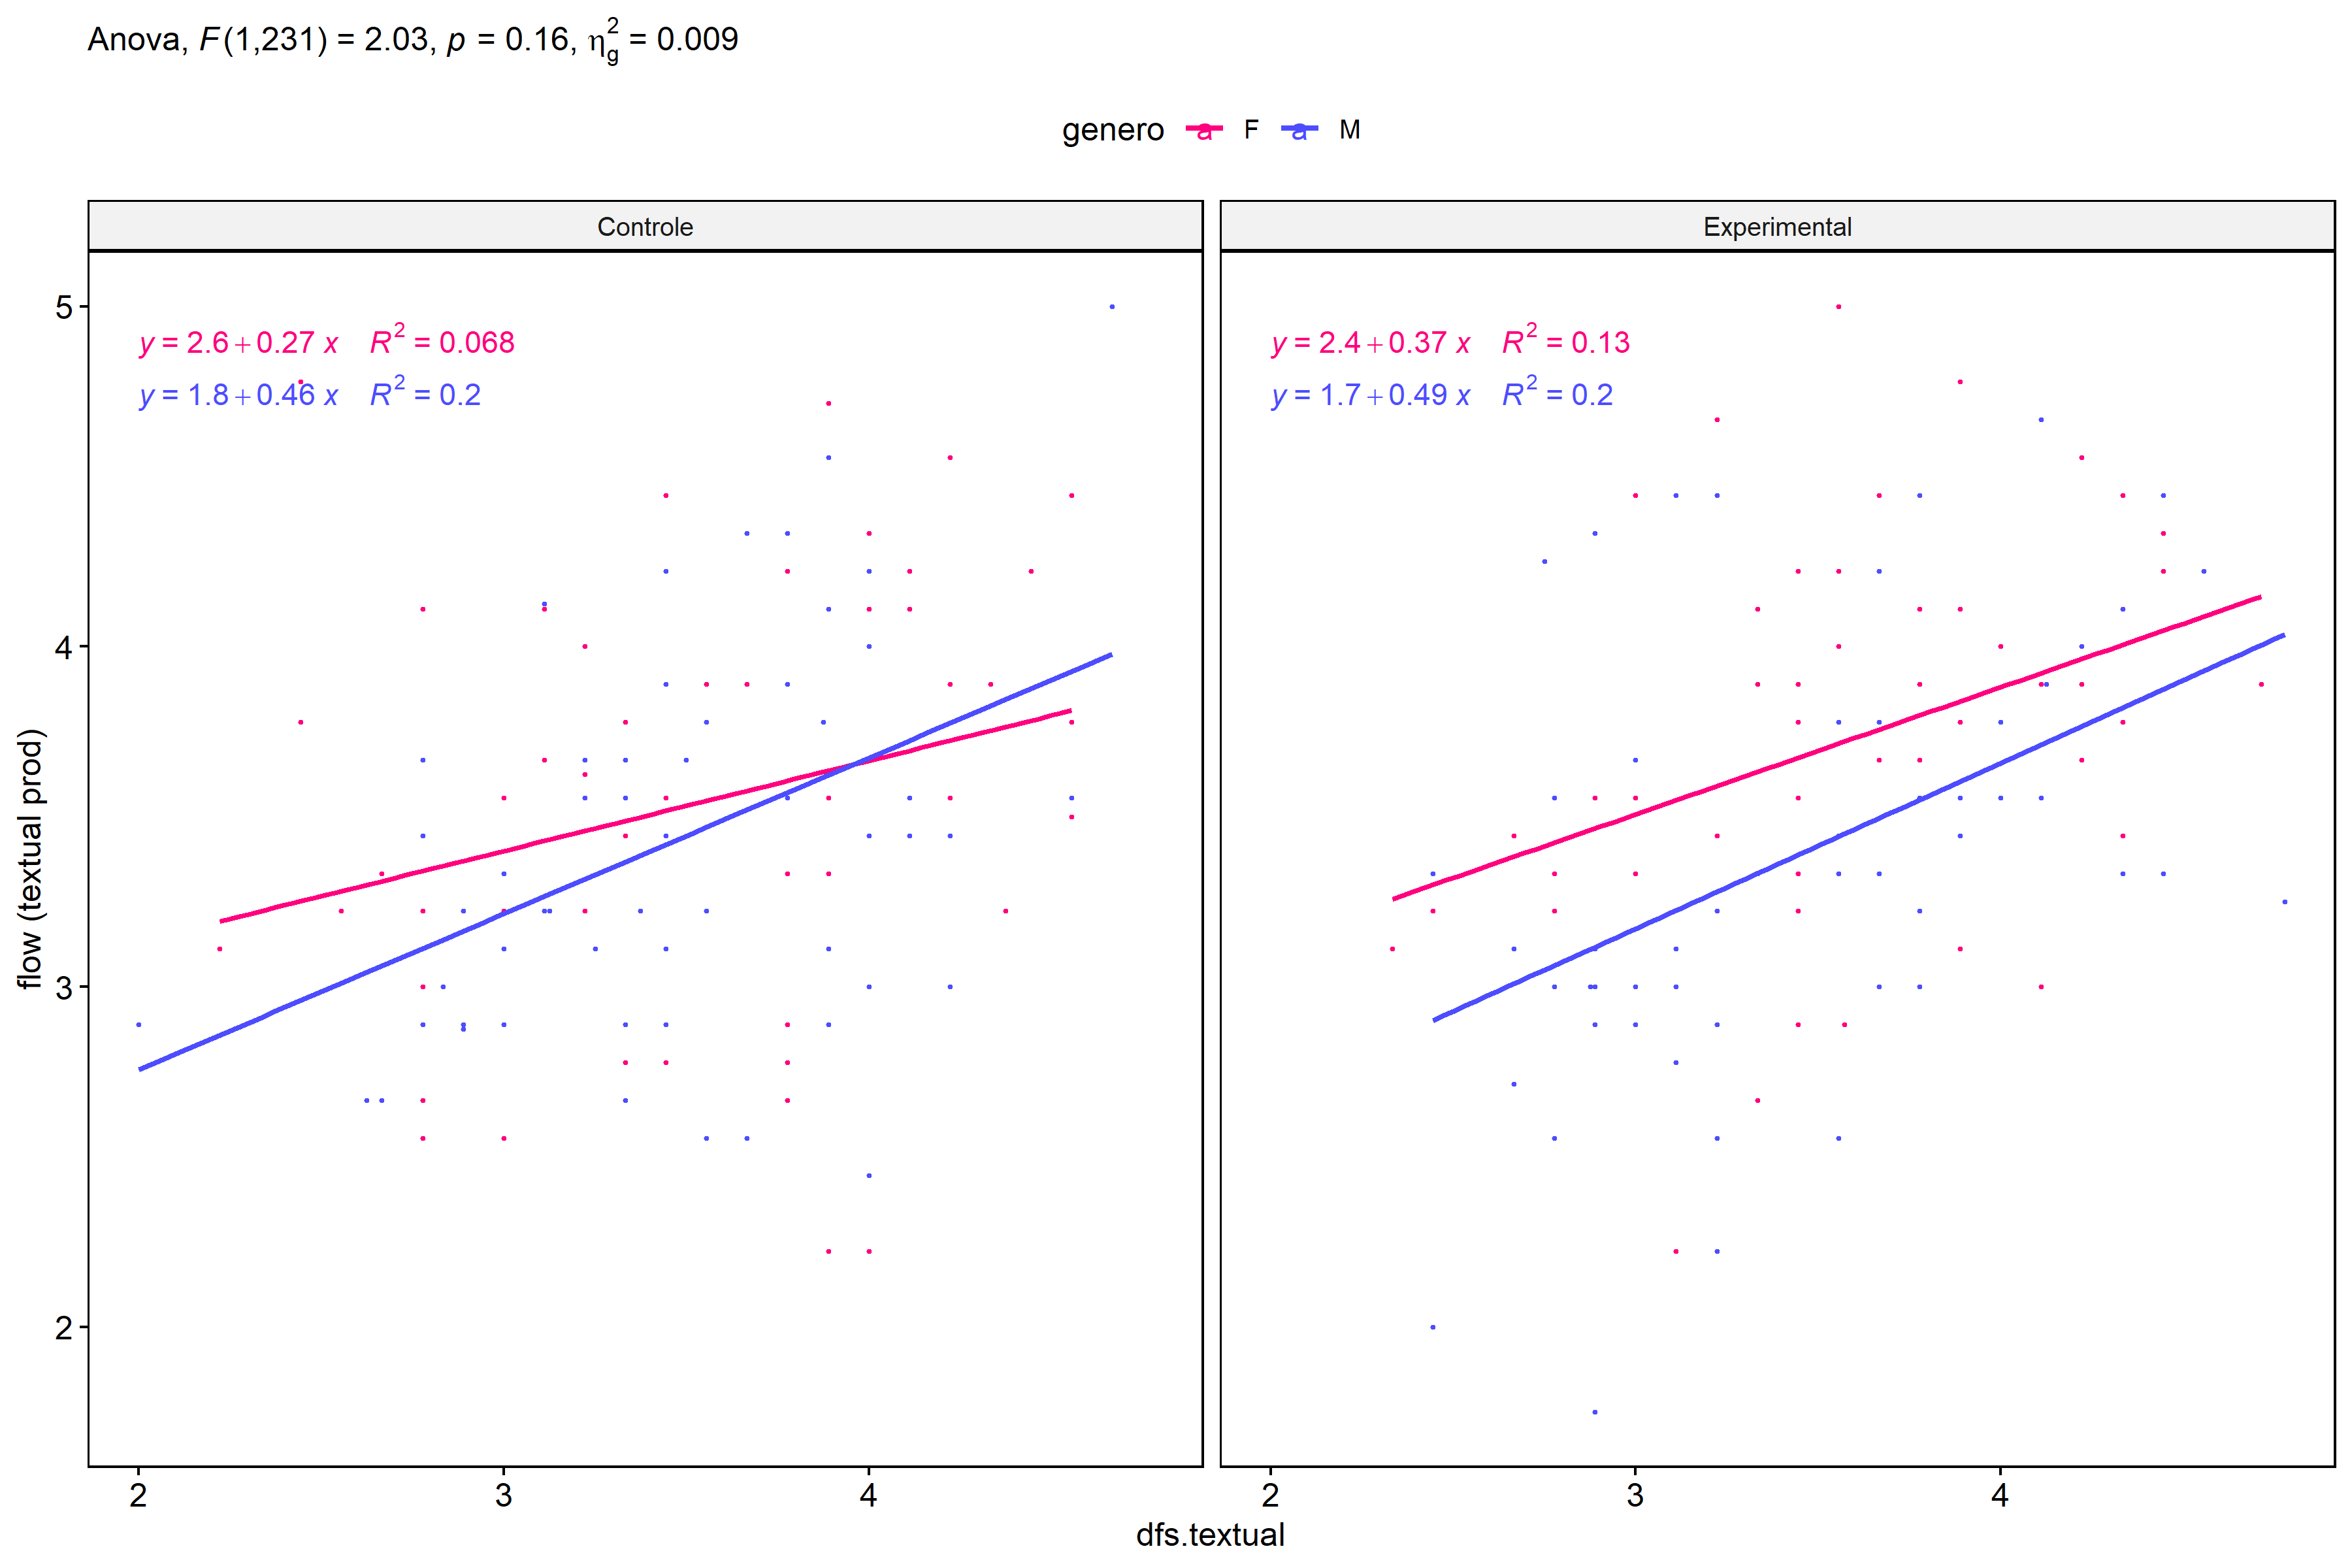 Anova, F(1,231) = 2.03, p = 0.16, η²g = 0.009
genero a F a M
Controle
Experimental
y = 2.6 + 0.27 x R² = 0.068
y = 1.8 + 0.46 x R² = 0.2
y = 2.4 + 0.37 x R² = 0.13
y = 1.7 + 0.49 x R² = 0.2
flow (textual prod)
5
4
3
2
2 3 4
2 3 4
dfs.textual